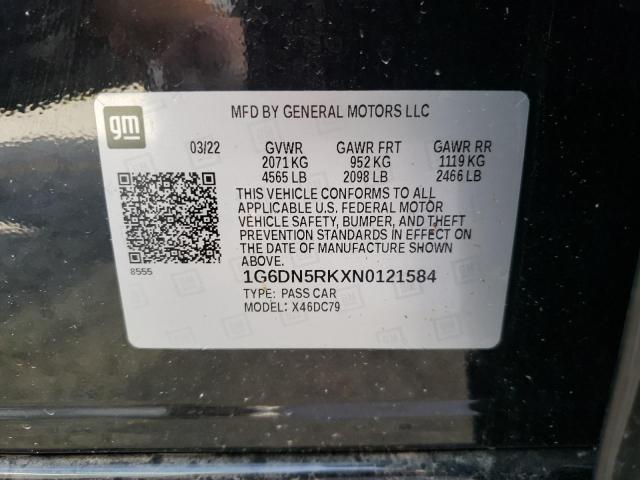 gm
MFD BY GENERAL MOTORS LLC
03/22 GVWR GAWR FRT GAWR RR
2071 KG 952 KG 1119 KG
4565 LB 2098 LB 2466 LB
THIS VEHICLE CONFORMS TO ALL
APPLICABLE U.S. FEDERAL MOTOR
VEHICLE SAFETY, BUMPER, AND THEFT
PREVENTION STANDARDS IN EFFECT ON THE
DATE OF MANUFACTURE SHOWN
ABOVE.
8555
1G6DN5RKXN0121584
TYPE: PASS CAR
MODEL: X46DC79